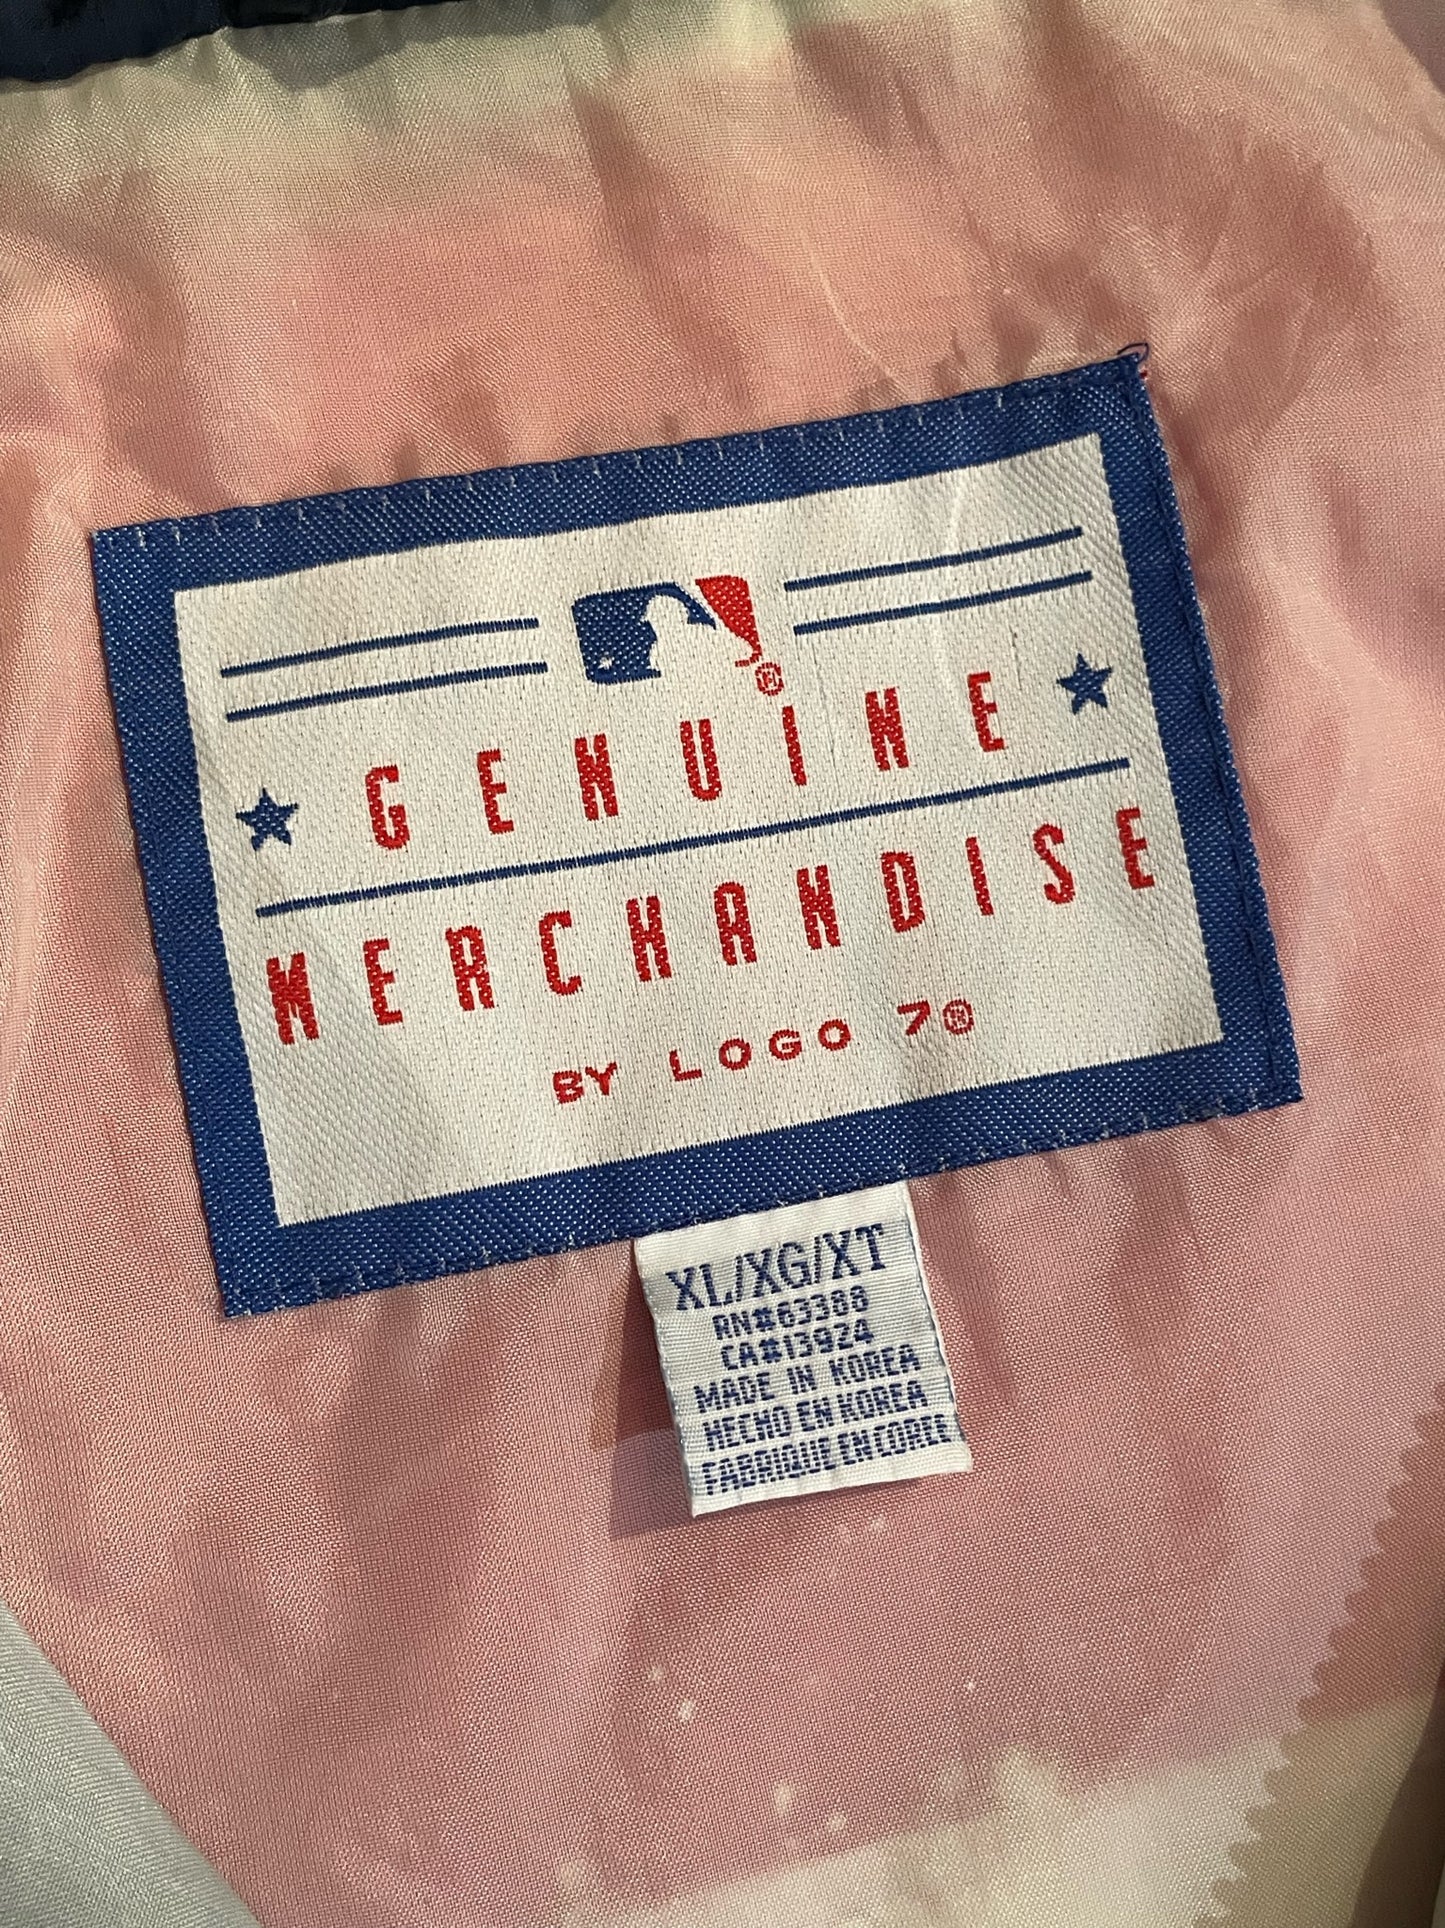 ®
GENUINE
MERCHANDISE
BY LOGO 7®
XL/XG/XT
RN#63388
CA#13924
MADE IN KOREA
HECHO EN KOREA
FABRIQUE EN COREE